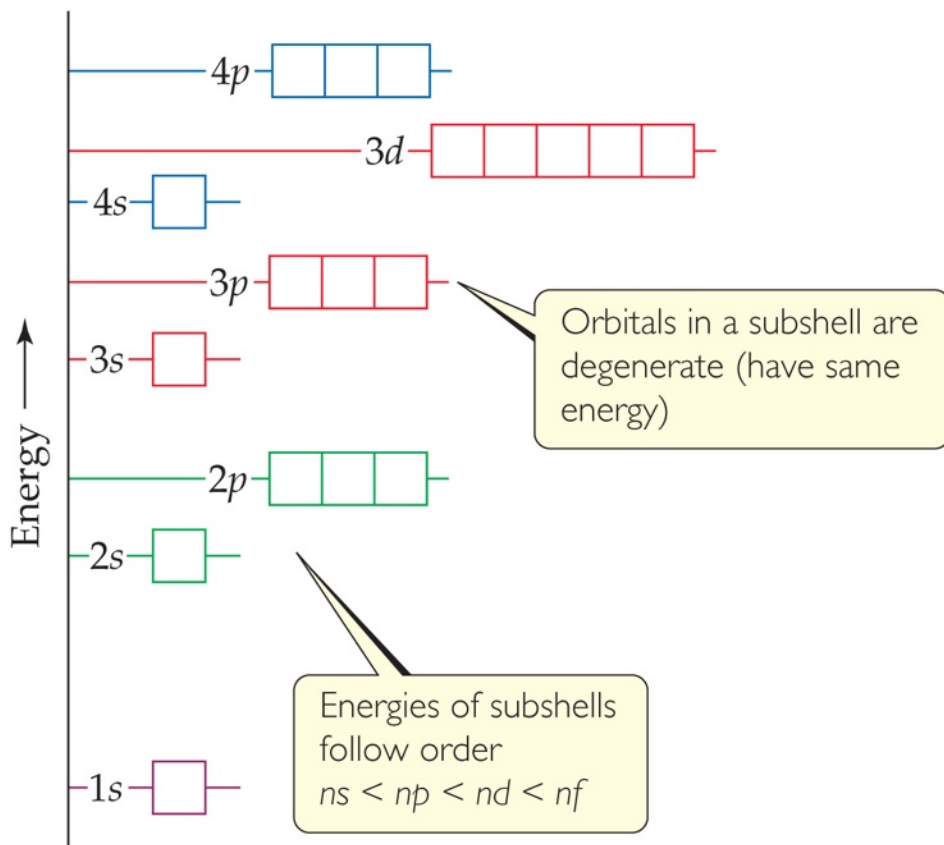 4p
3d
4s
3p
Orbitals in a subshell are
degenerate (have same
energy)
3s
Energy
2p
2s
Energies of subshells
follow order
ns < np < nd < nf
1s